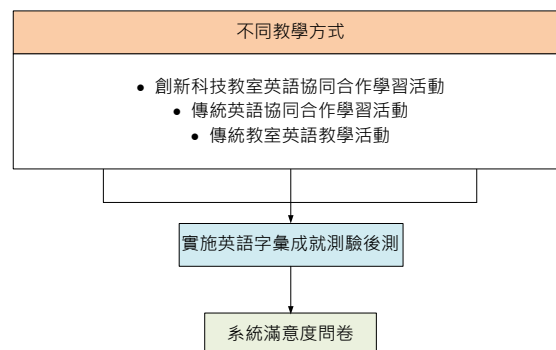 不同教學方式
● 創新科技教室英語協同合作學習活動
● 傳統英語協同合作學習活動
● 傳統教室英語教學活動
實施英語字彙成就測驗後測
系統滿意度問卷